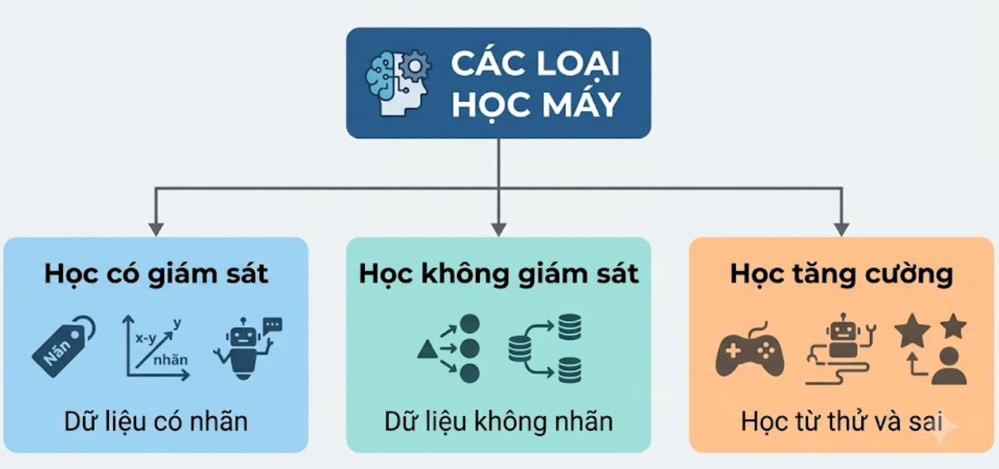 CÁC LOẠI
HỌC MÁY
Học có giám sát
Nãn
x-y
y
nhãn
Dữ liệu có nhãn
Học không giám sát
Dữ liệu không nhãn
Học tăng cường
Học từ thử và sai